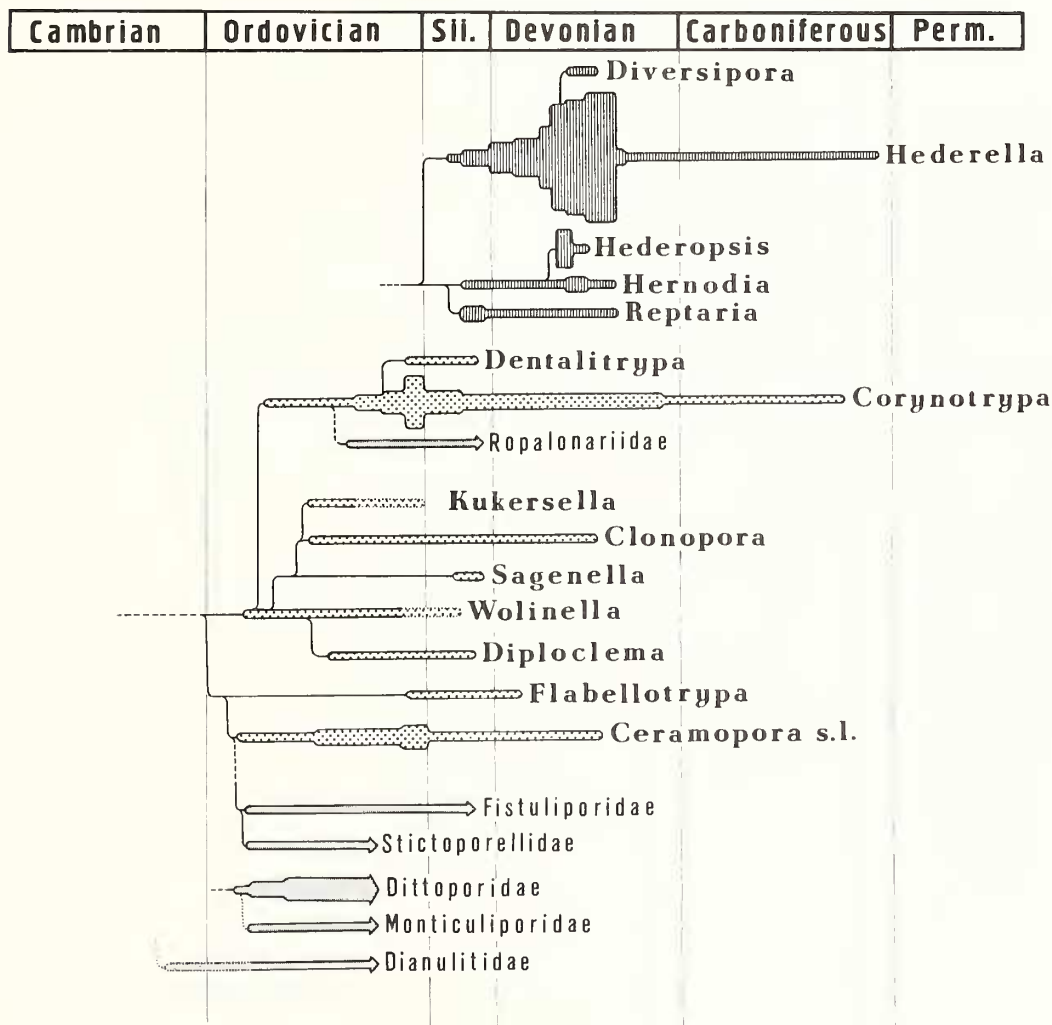 Cambrian Ordovician Sil. Devonian Carboniferous Perm.
Diversipora
Hederella
Hederopsis
Hernodia
Reptaria
Dentalitrypa
Corynotrypa
Ropalonariidae
Kukersella
Clonopora
Sagenella
Wolinella
Diploclema
Flabellotrypa
Ceramopora s.l.
Fistuliporidae
Stictoporellidae
Dittoporidae
Monticuliporidae
Dianulitidae